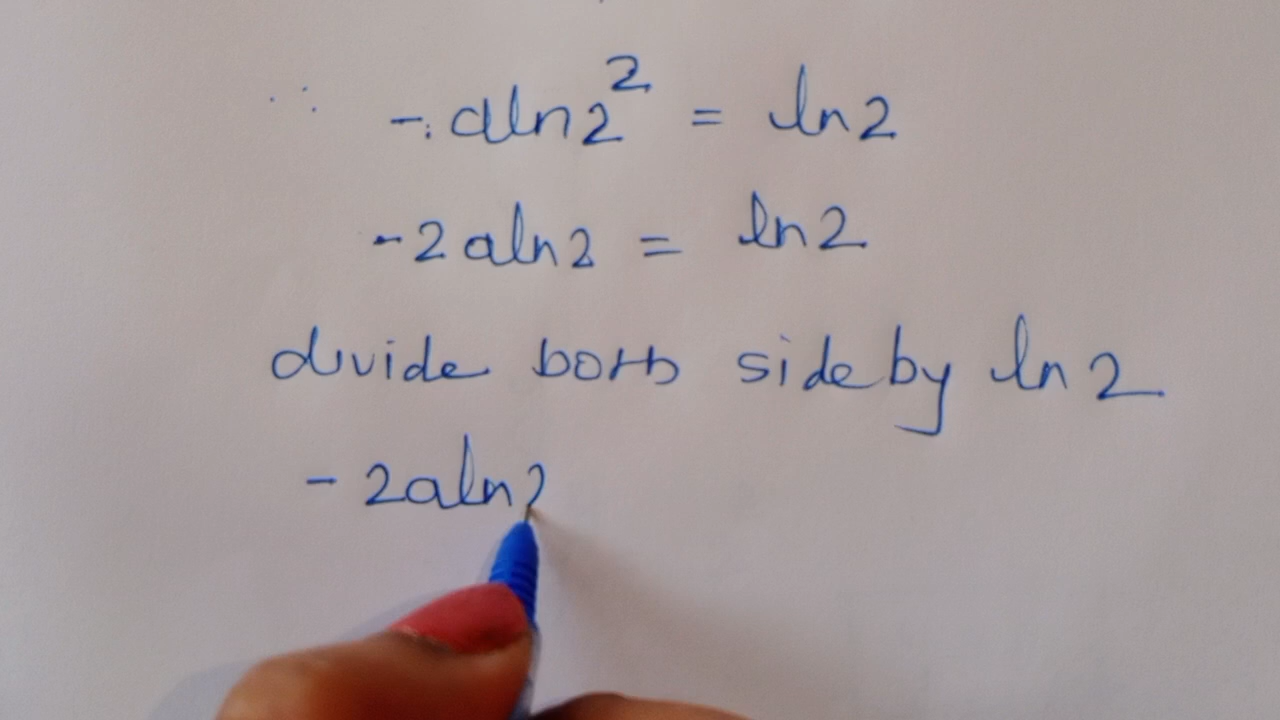 ∴ -aln2² = ln2
-2aln2 = ln2
divide both side by ln2
-2aln2